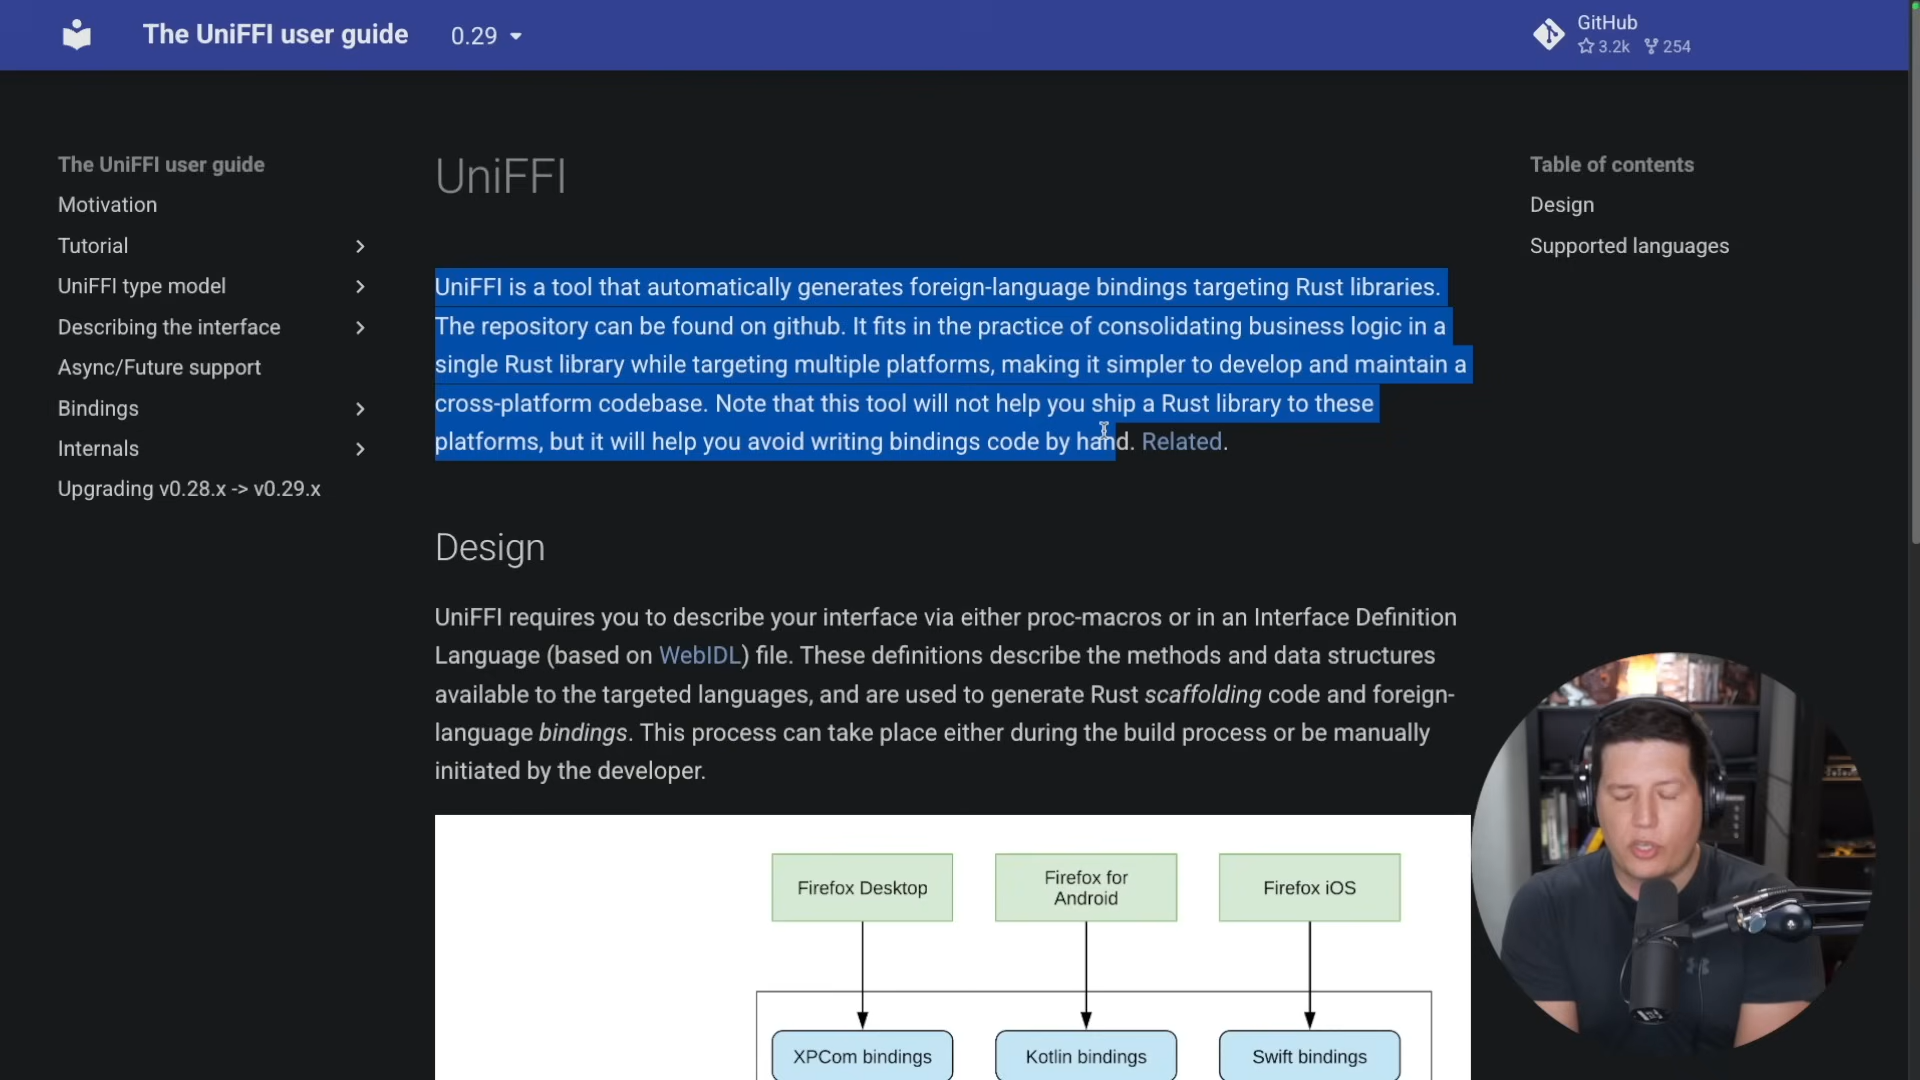 The UniFFI user guide
0.29
GitHub
3.2k 254
The UniFFI user guide
Motivation
Tutorial
UniFFI type model
Describing the interface
Async/Future support
Bindings
Internals
Upgrading v0.28.x -> v0.29.x
UniFFI
UniFFI is a tool that automatically generates foreign-language bindings targeting Rust libraries.
The repository can be found on github. It fits in the practice of consolidating business logic in a
single Rust library while targeting multiple platforms, making it simpler to develop and maintain a
cross-platform codebase. Note that this tool will not help you ship a Rust library to these
platforms, but it will help you avoid writing bindings code by hand. Related.
Design
UniFFI requires you to describe your interface via either proc-macros or in an Interface Definition
Language (based on WebIDL) file. These definitions describe the methods and data structures
available to the targeted languages, and are used to generate Rust scaffolding code and foreign-
language bindings. This process can take place either during the build process or be manually
initiated by the developer.
Firefox Desktop
Firefox for
Android
Firefox iOS
XPCom bindings
Kotlin bindings
Swift bindings
Table of contents
Design
Supported languages